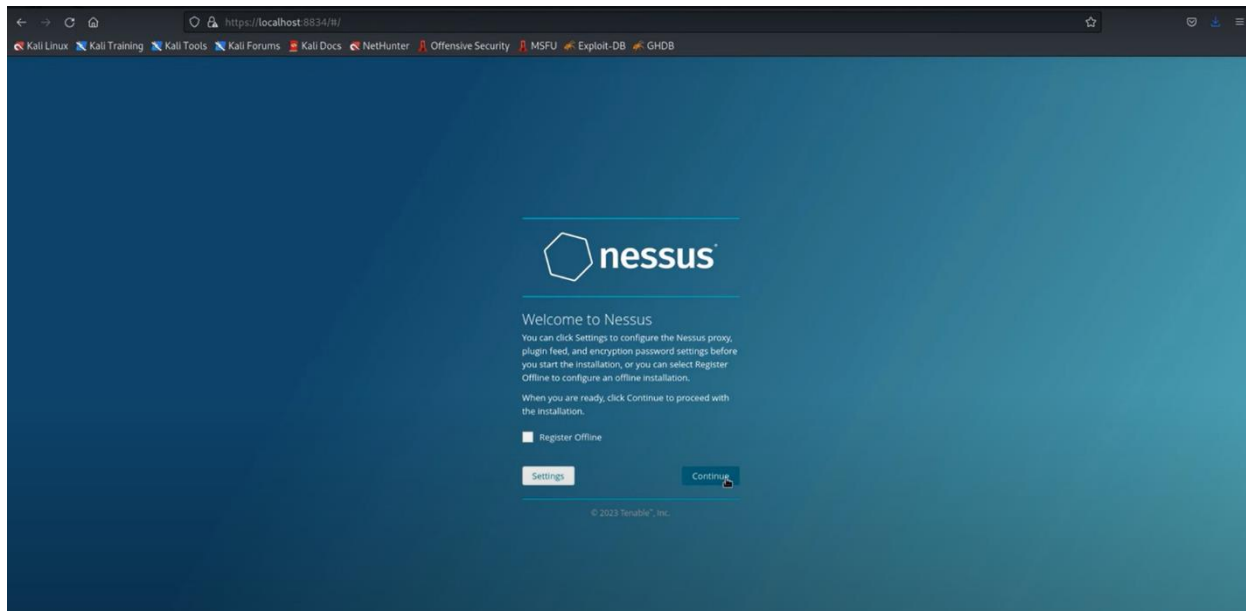 https://localhost:8834/#/
Kali Linux Kali Training Kali Tools Kali Forums Kali Docs NetHunter Offensive Security MSFU Exploit-DB GHDB
nessus
Welcome to Nessus
You can click Settings to configure the Nessus proxy,
plugin feed, and encryption password settings before
you start the installation, or you can select Register
Offline to configure an offline installation.
When you are ready, click Continue to proceed with
the installation.
Register Offline
Settings Continue
© 2023 Tenable™, Inc.